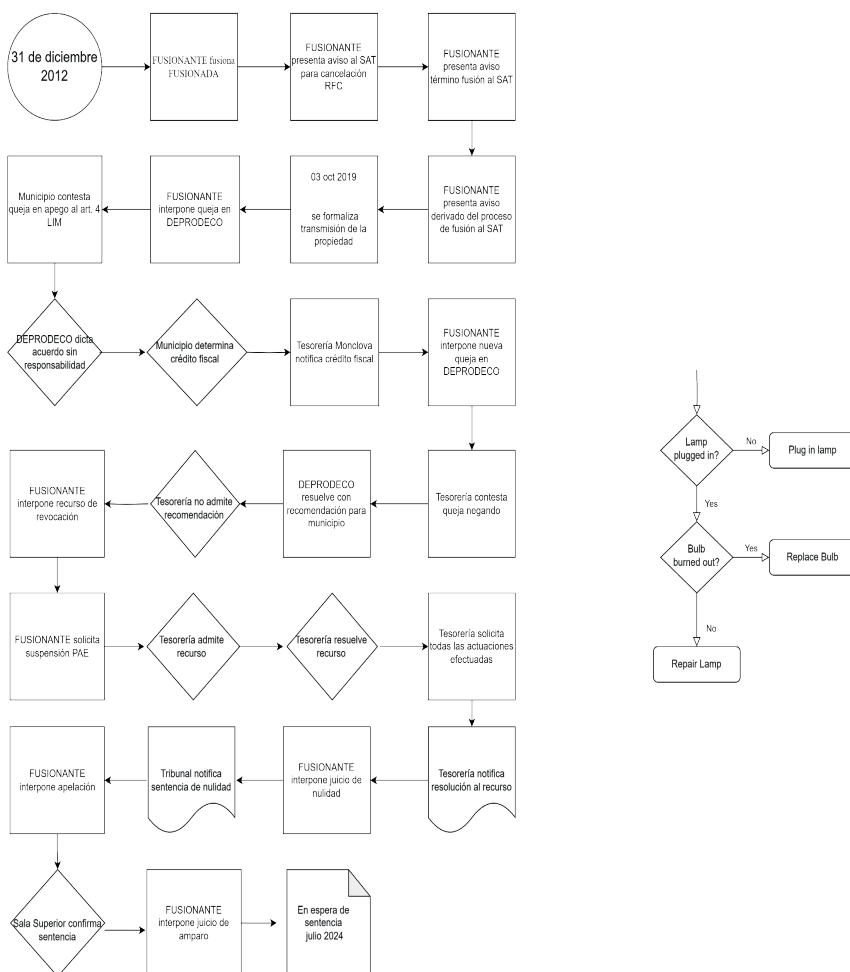 31 de diciembre
2012
FUSIONANTE fusiona
FUSIONADA
FUSIONANTE
presenta aviso al SAT
para cancelación
RFC
FUSIONANTE
presenta aviso
término fusión al SAT
FUSIONANTE
presenta aviso
derivado del proceso
de fusión al SAT
03 oct 2019
se formaliza
transmisión de la
propiedad
FUSIONANTE
interpone queja en
DEPRODECO
Municipio contesta
queja en apego al art. 4
LIM
DEPRODECO dicta
acuerdo sin
responsabilidad
Municipio determina
crédito fiscal
Tesorería Monclova
notifica crédito fiscal
FUSIONANTE
interpone nueva
queja en
DEPRODECO
Tesorería contesta
queja negando
DEPRODECO
resuelve con
recomendación para
municipio
Tesorería no admite
recomendación
FUSIONANTE
interpone recurso de
revocación
FUSIONANTE solicita
suspensión PAE
Tesorería admite
recurso
Tesorería resuelve
recurso
Tesorería solicita
todas las actuaciones
efectuadas
Tesorería notifica
resolución al recurso
FUSIONANTE
interpone juicio de
nulidad
Tribunal notifica
sentencia de nulidad
FUSIONANTE
interpone apelación
Sala Superior confirma
sentencia
FUSIONANTE
interpone juicio de
amparo
En espera de
sentencia
julio 2024
Lamp
plugged in?
No
Plug in lamp
Yes
Bulb
burned out?
Yes
Replace Bulb
No
Repair Lamp